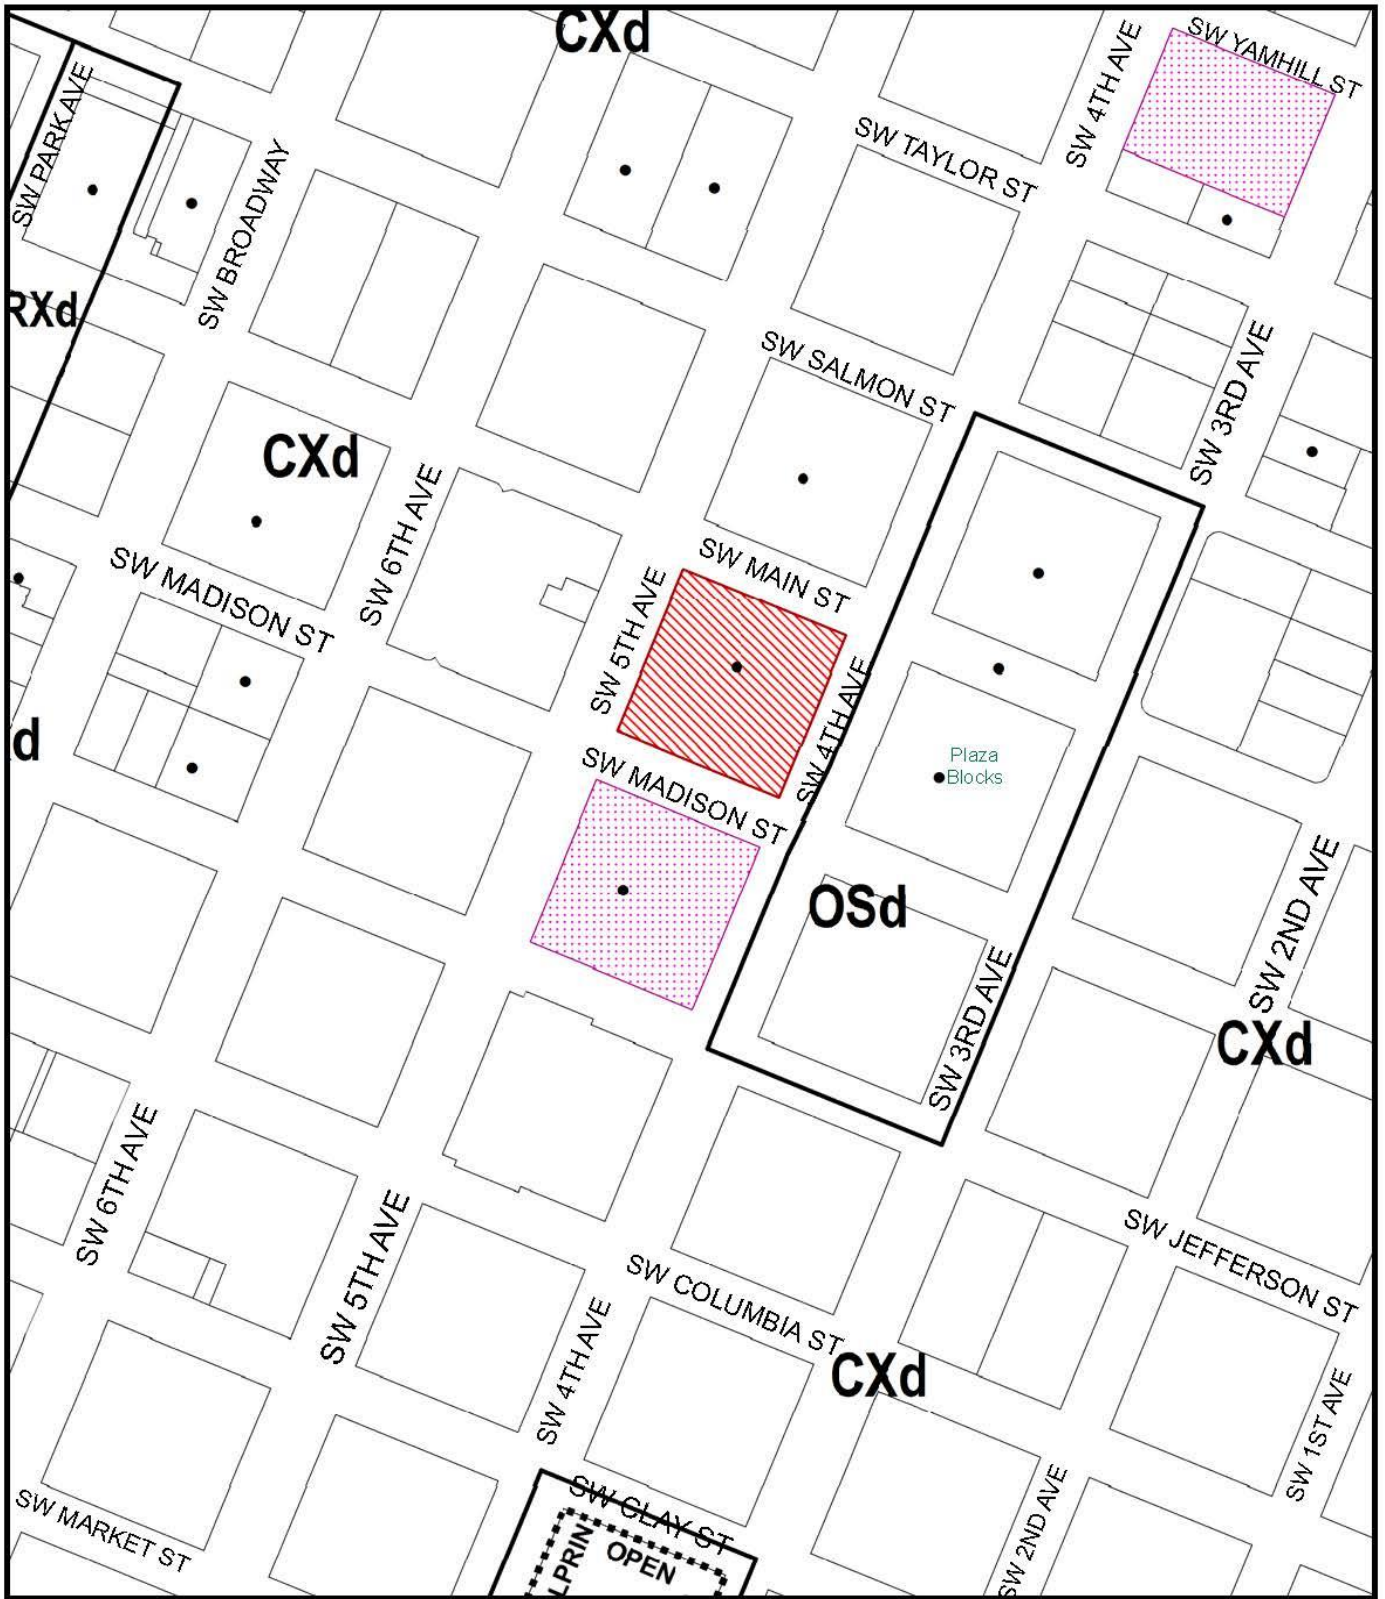 CXd
SW YAMHILL ST
SW 4TH AVE
SW PARK AVE
SW TAYLOR ST
SW BROADWAY
RXd
SW SALMON ST
SW 3RD AVE
CXd
SW 6TH AVE
SW MADISON ST
SW MAIN ST
SW 5TH AVE
SW 4TH AVE
d
Plaza
Blocks
SW MADISON ST
OSd
SW 2ND AVE
SW 3RD AVE
CXd
SW 6TH AVE
SW 5TH AVE
SW JEFFERSON ST
SW COLUMBIA ST
SW 4TH AVE
CXd
SW 1ST AVE
SW 2ND AVE
SW CLAY ST
SW MARKET ST
LPRIN
OPEN